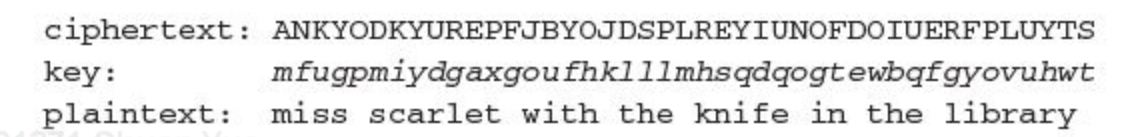 ciphertext: ANKYODKYUREPFJBYOJDSPLREYIUNOFDOIUERFPLUYTS
key: mfugpmiydgaxgoufhklllmhsqdqogtewbqfgyovuhwt
plaintext: miss scarlet with the knife in the library